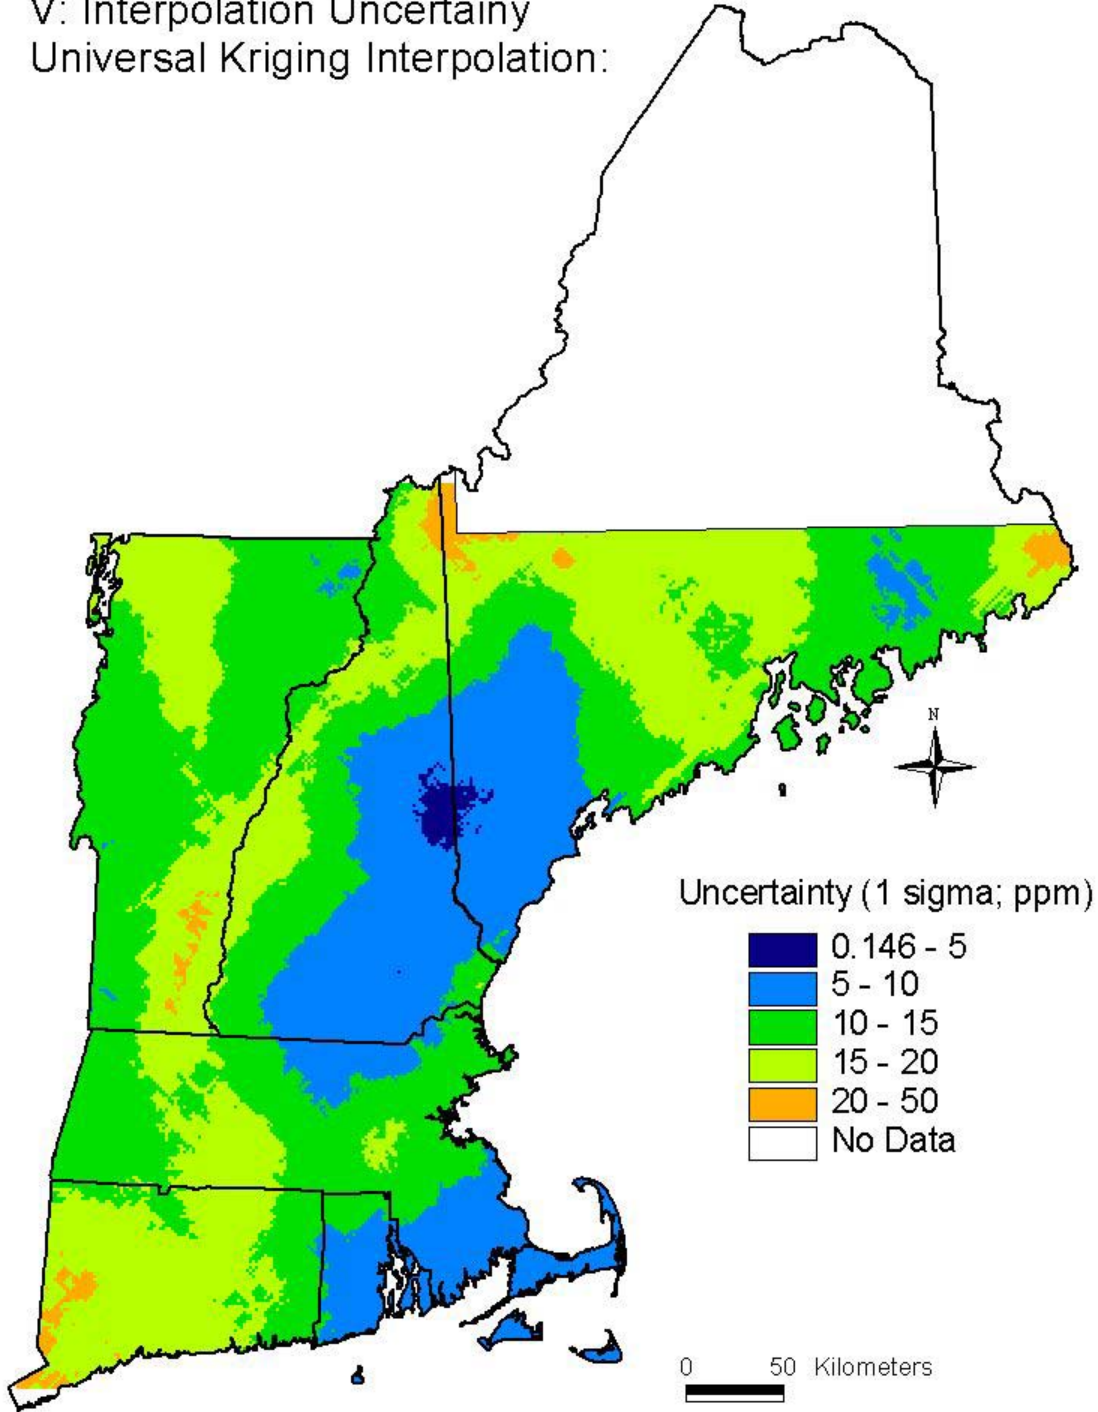 V: Interpolation Uncertainy
Universal Kriging Interpolation:
N
Uncertainty (1 sigma; ppm)
0.146 - 5
5 - 10
10 - 15
15 - 20
20 - 50
No Data
0 50 Kilometers